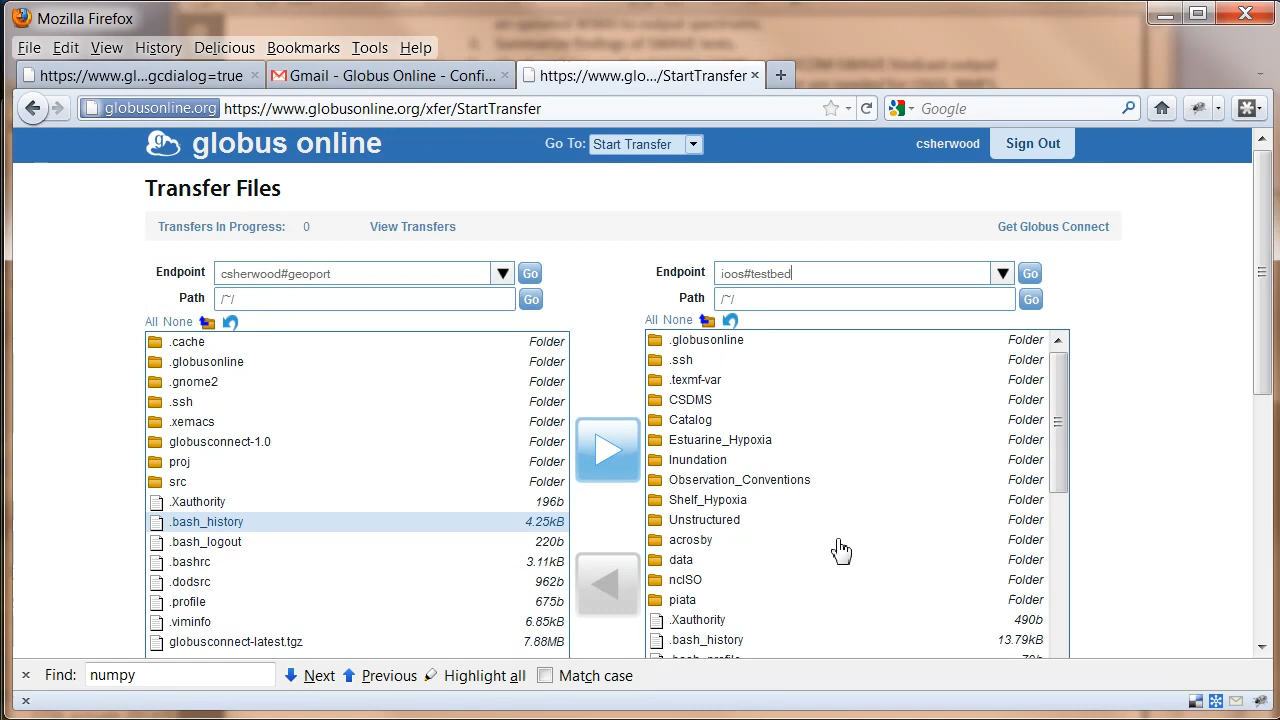 Mozilla Firefox
File Edit View History Delicious Bookmarks Tools Help
https://www.gl...gcdialog=true
Gmail - Globus Online - Confi...
https://www.glo.../StartTransfer
globusonline.org https://www.globusonline.org/xfer/StartTransfer
Google
globus online
Go To: Start Transfer
csherwood
Sign Out
Transfer Files
Transfers In Progress: 0
View Transfers
Get Globus Connect
Endpoint csherwood#geoport Go
Path /~/ Go
All None
.cache Folder
.globusonline Folder
.gnome2 Folder
.ssh Folder
.xemacs Folder
globusconnect-1.0 Folder
proj Folder
src Folder
.Xauthority 196b
.bash_history 4.25kB
.bash_logout 220b
.bashrc 3.11kB
.dodsrc 962b
.profile 675b
.viminfo 6.85kB
globusconnect-latest.tgz 7.88MB
Endpoint ioos#testbed Go
Path /~/ Go
All None
.globusonline Folder
.ssh Folder
.texmf-var Folder
CSDMS Folder
Catalog Folder
Estuarine_Hypoxia Folder
Inundation Folder
Observation_Conventions Folder
Shelf_Hypoxia Folder
Unstructured Folder
acrosby Folder
data Folder
ncISO Folder
piata Folder
.Xauthority 490b
.bash_history 13.79kB
Find: numpy Next Previous Highlight all Match case